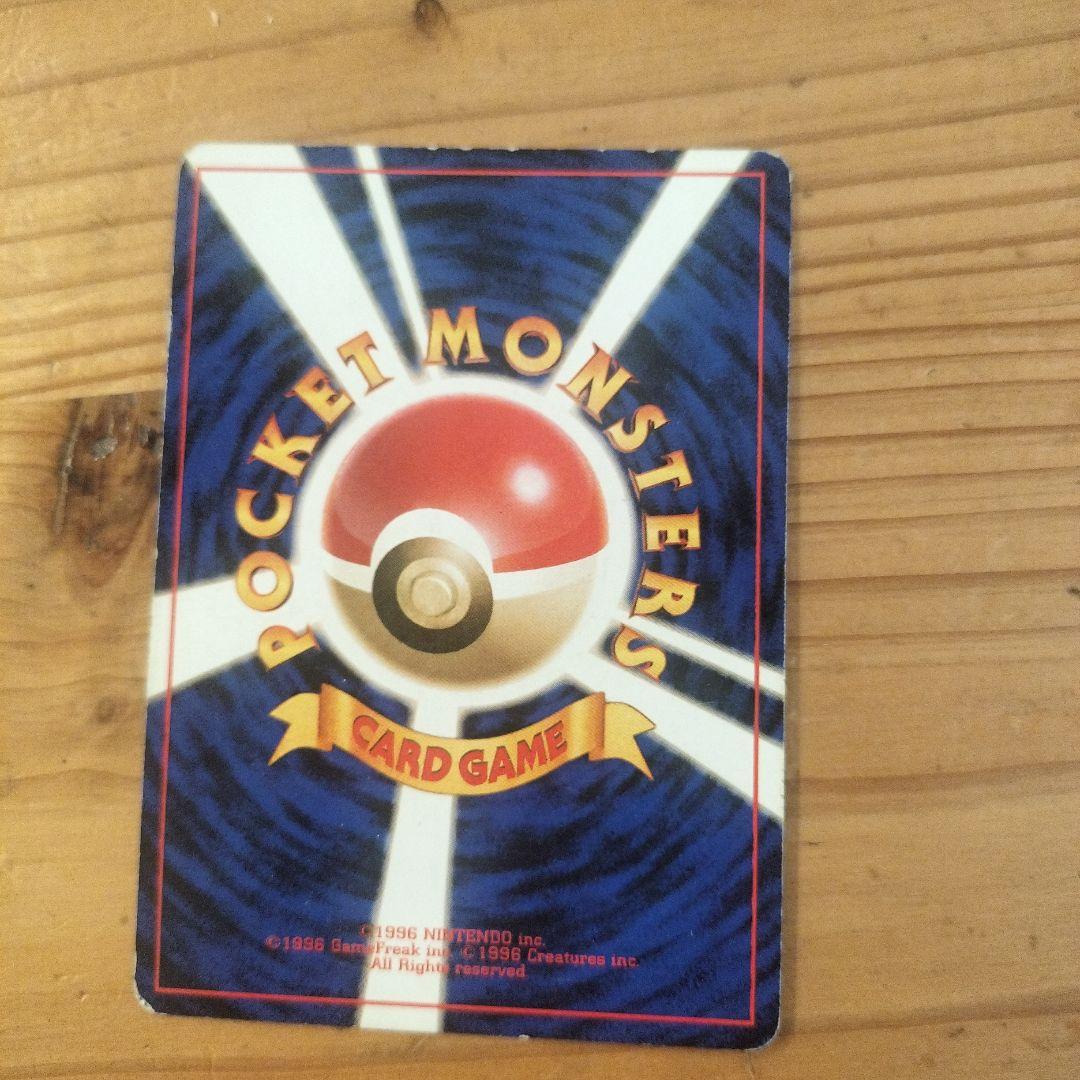 POCKET MONSTERS
CARD GAME
©1996 NINTENDO inc.
©1996 GameFreak inc. ©1996 Creatures inc.
All Rights reserved.